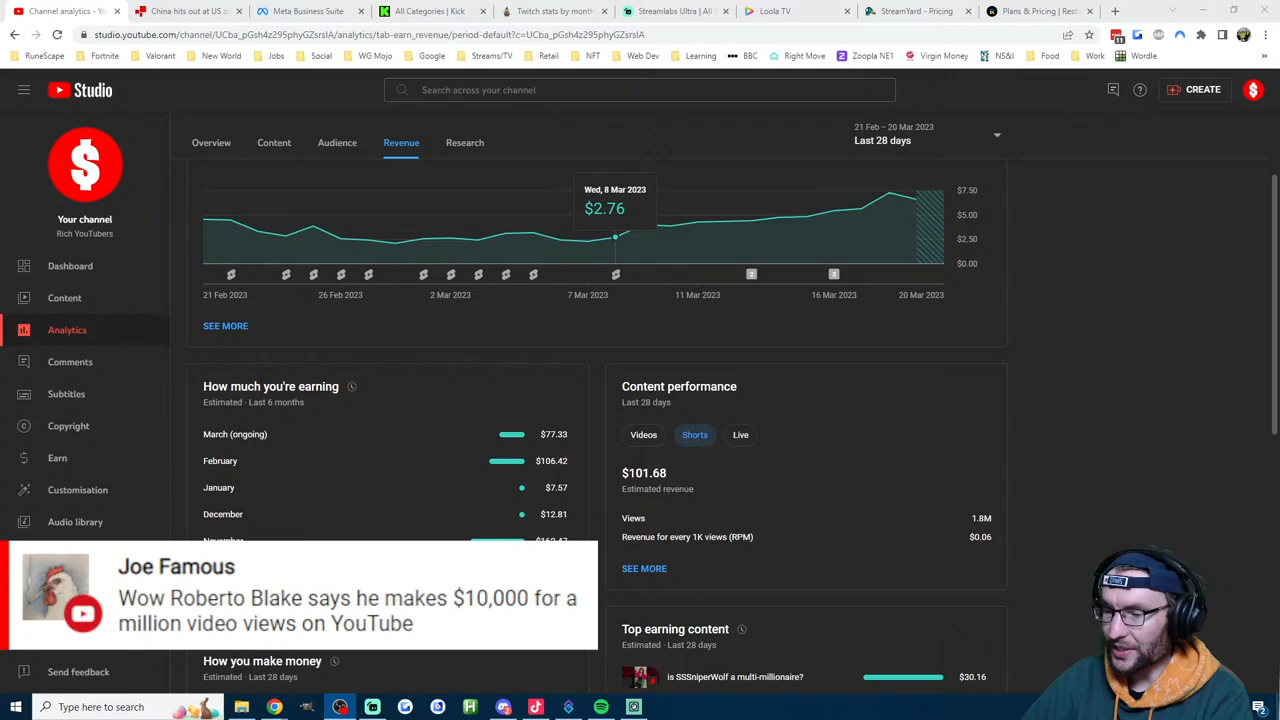 Channel analytics - Yo
China hits out at US o
Meta Business Suite
All Categories | Kick
Twitch stats by month
Streamlabs Ultra | All
Loola TV
StreamYard - Pricing
Plans & Pricing | Rest
studio.youtube.com/channel/UCba_pGsh4z295phyGZsrsIA/analytics/tab-earn_revenue/period-default?c=UCba_pGsh4z295phyGZsrsIA
11
RuneScape
Fortnite
Valorant
New World
Jobs
Social
WG Mojo
Google
Streams/TV
Retail
NFT
Web Dev
Learning
BBC
Right Move
Zoopla NE1
Virgin Money
NS&I
Food
Work
Wordle
»
Studio
Search across your channel
CREATE
$
$
Your channel
Rich YouTubers
Dashboard
Content
Analytics
Comments
Subtitles
Copyright
Earn
Customisation
Audio library
Send feedback
Overview
Content
Audience
Revenue
Research
21 Feb – 20 Mar 2023
Last 28 days
Wed, 8 Mar 2023
$2.76
$7.50
$5.00
$2.50
$0.00
2
3
21 Feb 2023
26 Feb 2023
2 Mar 2023
7 Mar 2023
11 Mar 2023
16 Mar 2023
20 Mar 2023
SEE MORE
How much you're earning
Estimated · Last 6 months
March (ongoing) $77.33
February $106.42
January $7.57
December $12.81
Content performance
Last 28 days
Videos
Shorts
Live
$101.68
Estimated revenue
Views 1.8M
Revenue for every 1K views (RPM) $0.06
SEE MORE
Joe Famous
Wow Roberto Blake says he makes $10,000 for a
million video views on YouTube
How you make money
Estimated · Last 28 days
Top earning content
Estimated · Last 28 days
is SSSniperWolf a multi-millionaire? $30.16
Type here to search
2